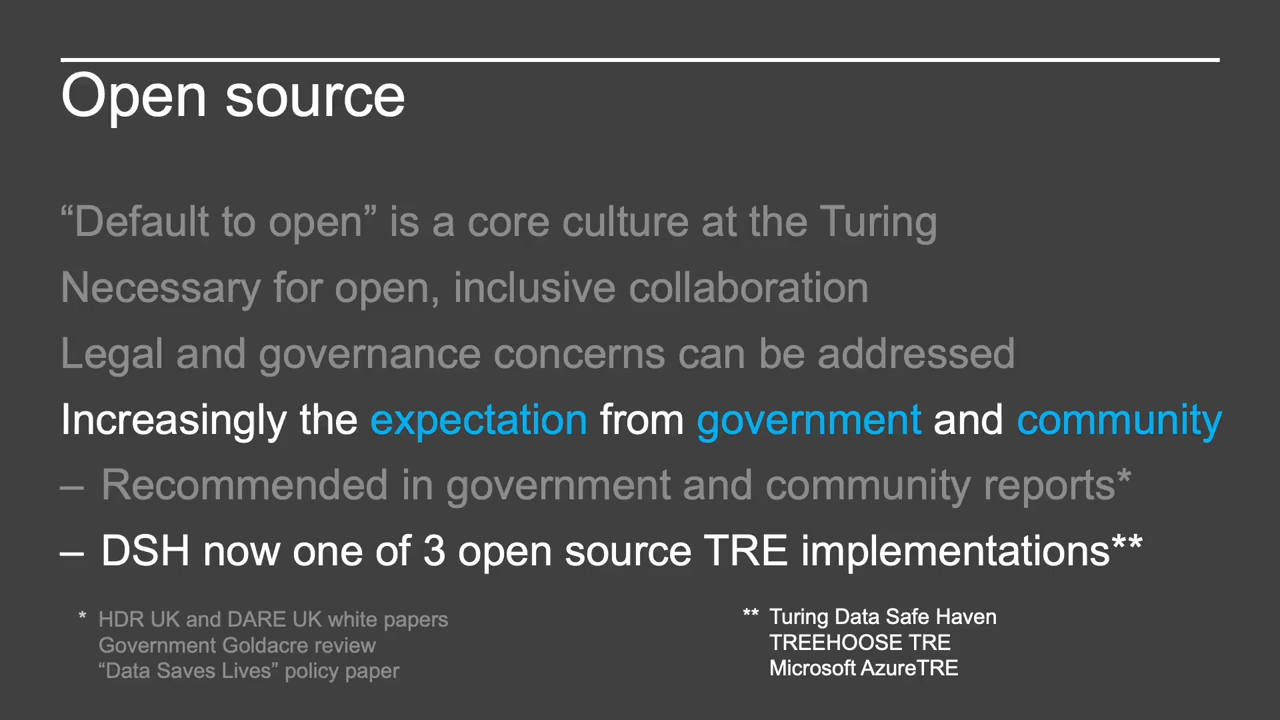 Open source
“Default to open” is a core culture at the Turing
Necessary for open, inclusive collaboration
Legal and governance concerns can be addressed
Increasingly the expectation from government and community
– Recommended in government and community reports*
– DSH now one of 3 open source TRE implementations**
* HDR UK and DARE UK white papers
Government Goldacre review
“Data Saves Lives” policy paper
** Turing Data Safe Haven
TREEHOOSE TRE
Microsoft AzureTRE